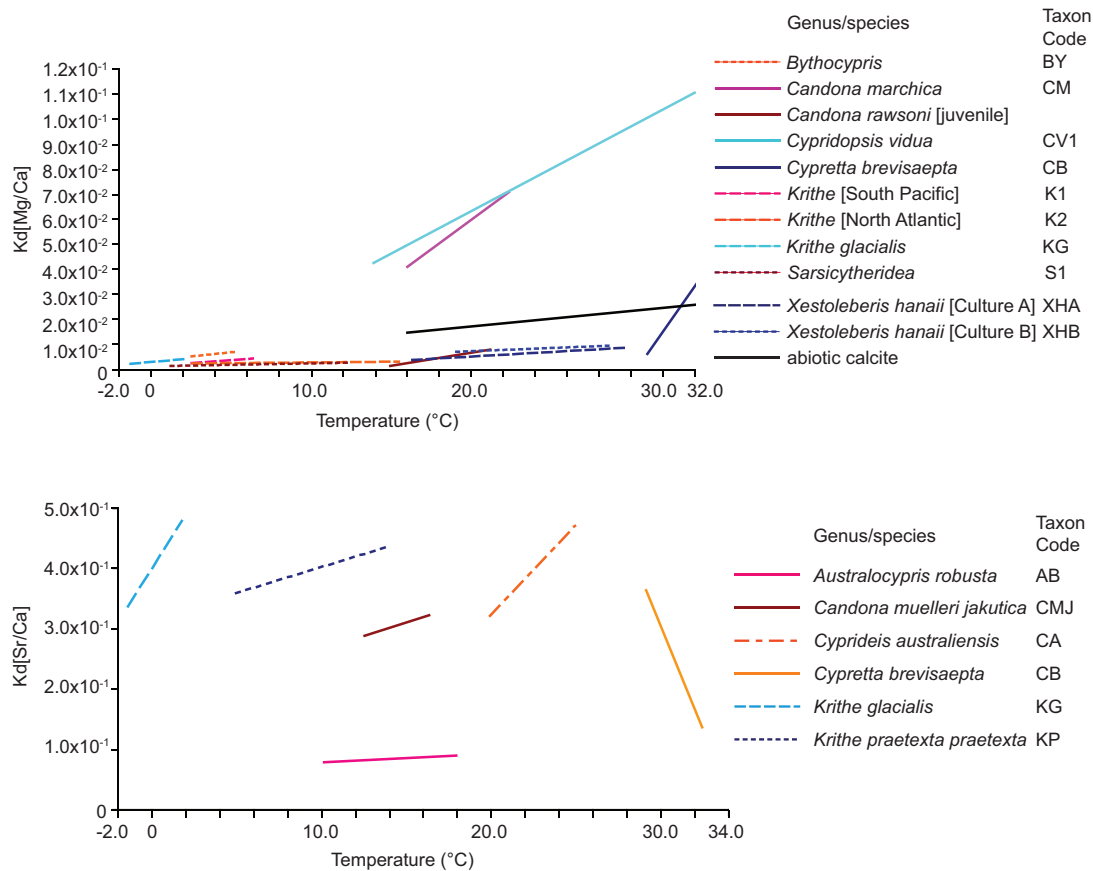 Genus/species Taxon Code
Bythocypris BY
Candona marchica CM
Candona rawsoni [juvenile]
Cypridopsis vidua CV1
Cypretta brevisaepta CB
Krithe [South Pacific] K1
Krithe [North Atlantic] K2
Krithe glacialis KG
Sarsicytheridea S1
Xestoleberis hanaii [Culture A] XHA
Xestoleberis hanaii [Culture B] XHB
abiotic calcite
Kd[Mg/Ca]
1.2x10⁻¹
1.1x10⁻¹
1.0x10⁻¹
9.0x10⁻²
8.0x10⁻²
7.0x10⁻²
6.0x10⁻²
5.0x10⁻²
4.0x10⁻²
3.0x10⁻²
2.0x10⁻²
1.0x10⁻²
0
-2.0 0 10.0 20.0 30.0 32.0
Temperature (°C)
Kd[Sr/Ca]
5.0x10⁻¹
4.0x10⁻¹
3.0x10⁻¹
2.0x10⁻¹
1.0x10⁻¹
0
-2.0 0 10.0 20.0 30.0 34.0
Temperature (°C)
Genus/species Taxon Code
Australocypris robusta AB
Candona muelleri jakutica CMJ
Cyprideis australiensis CA
Cypretta brevisaepta CB
Krithe glacialis KG
Krithe praetexta praetexta KP